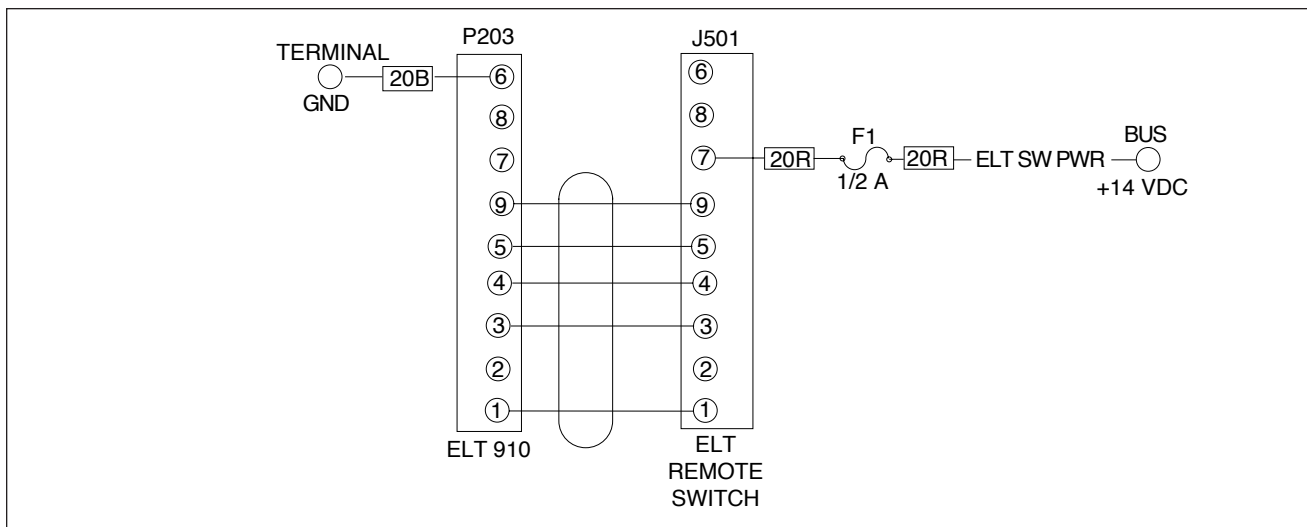 P203
J501
TERMINAL
GND
20B
6
8
7
9
5
4
3
2
1
6
8
7
9
5
4
3
2
1
20R
F1
1/2 A
20R
ELT SW PWR
BUS
+14 VDC
ELT 910
ELT
REMOTE
SWITCH